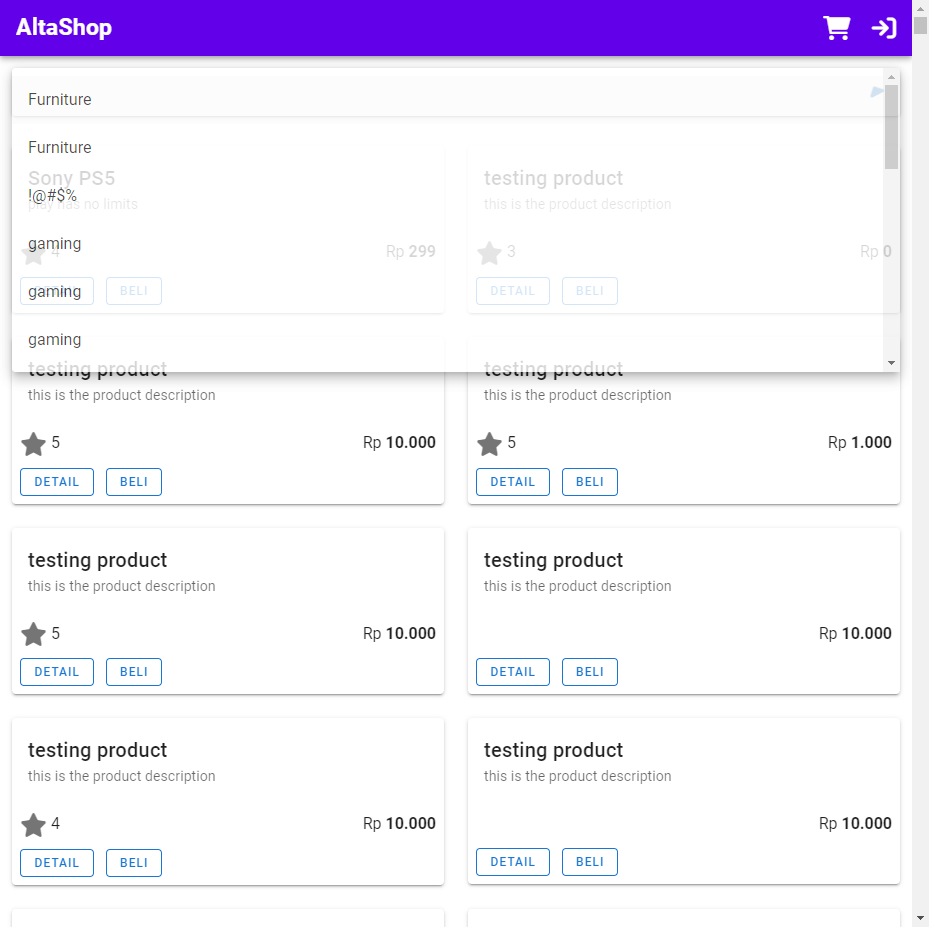 AltaShop
Furniture
Furniture
Sony PS5
!@#$%
play has no limits
gaming
4
Rp 299
gaming
BELI
gaming
testing product
this is the product description
3
Rp 0
DETAIL
BELI
testing product
this is the product description
5
Rp 10.000
DETAIL
BELI
testing product
this is the product description
5
Rp 1.000
DETAIL
BELI
testing product
this is the product description
5
Rp 10.000
DETAIL
BELI
testing product
this is the product description
Rp 10.000
DETAIL
BELI
testing product
this is the product description
4
Rp 10.000
DETAIL
BELI
testing product
this is the product description
Rp 10.000
DETAIL
BELI